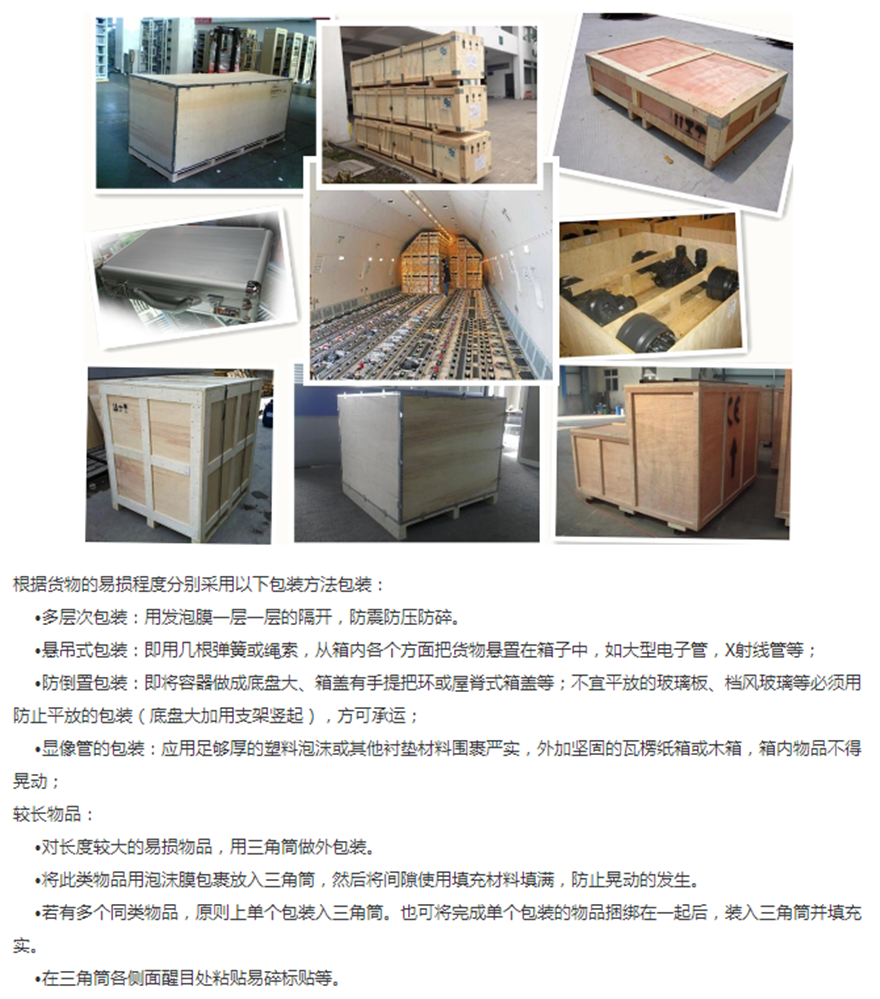 CE
根据货物的易损程度分别采用以下包装方法包装：
•多层次包装：用发泡膜一层一层的隔开，防震防压防碎。
•悬吊式包装：即用几根弹簧或绳索，从箱内各个方面把货物悬置在箱子中，如大型电子管，X射线管等；
•防倒置包装：即将容器做成底盘大、箱盖有手提把环或屋脊式箱盖等；不宜平放的玻璃板、档风玻璃等必须用
防止平放的包装（底盘大加用支架竖起），方可承运；
•显像管的包装：应用足够厚的塑料泡沫或其他衬垫材料围裹严实，外加坚固的瓦楞纸箱或木箱，箱内物品不得
晃动；
较长物品：
•对长度较大的易损物品，用三角筒做外包装。
•将此类物品用泡沫膜包裹放入三角筒，然后将间隙使用填充材料填满，防止晃动的发生。
•若有多个同类物品，原则上单个包装入三角筒。也可将完成单个包装的物品捆绑在一起后，装入三角筒并填充
实。
•在三角筒各侧面醒目处粘贴易碎标贴等。